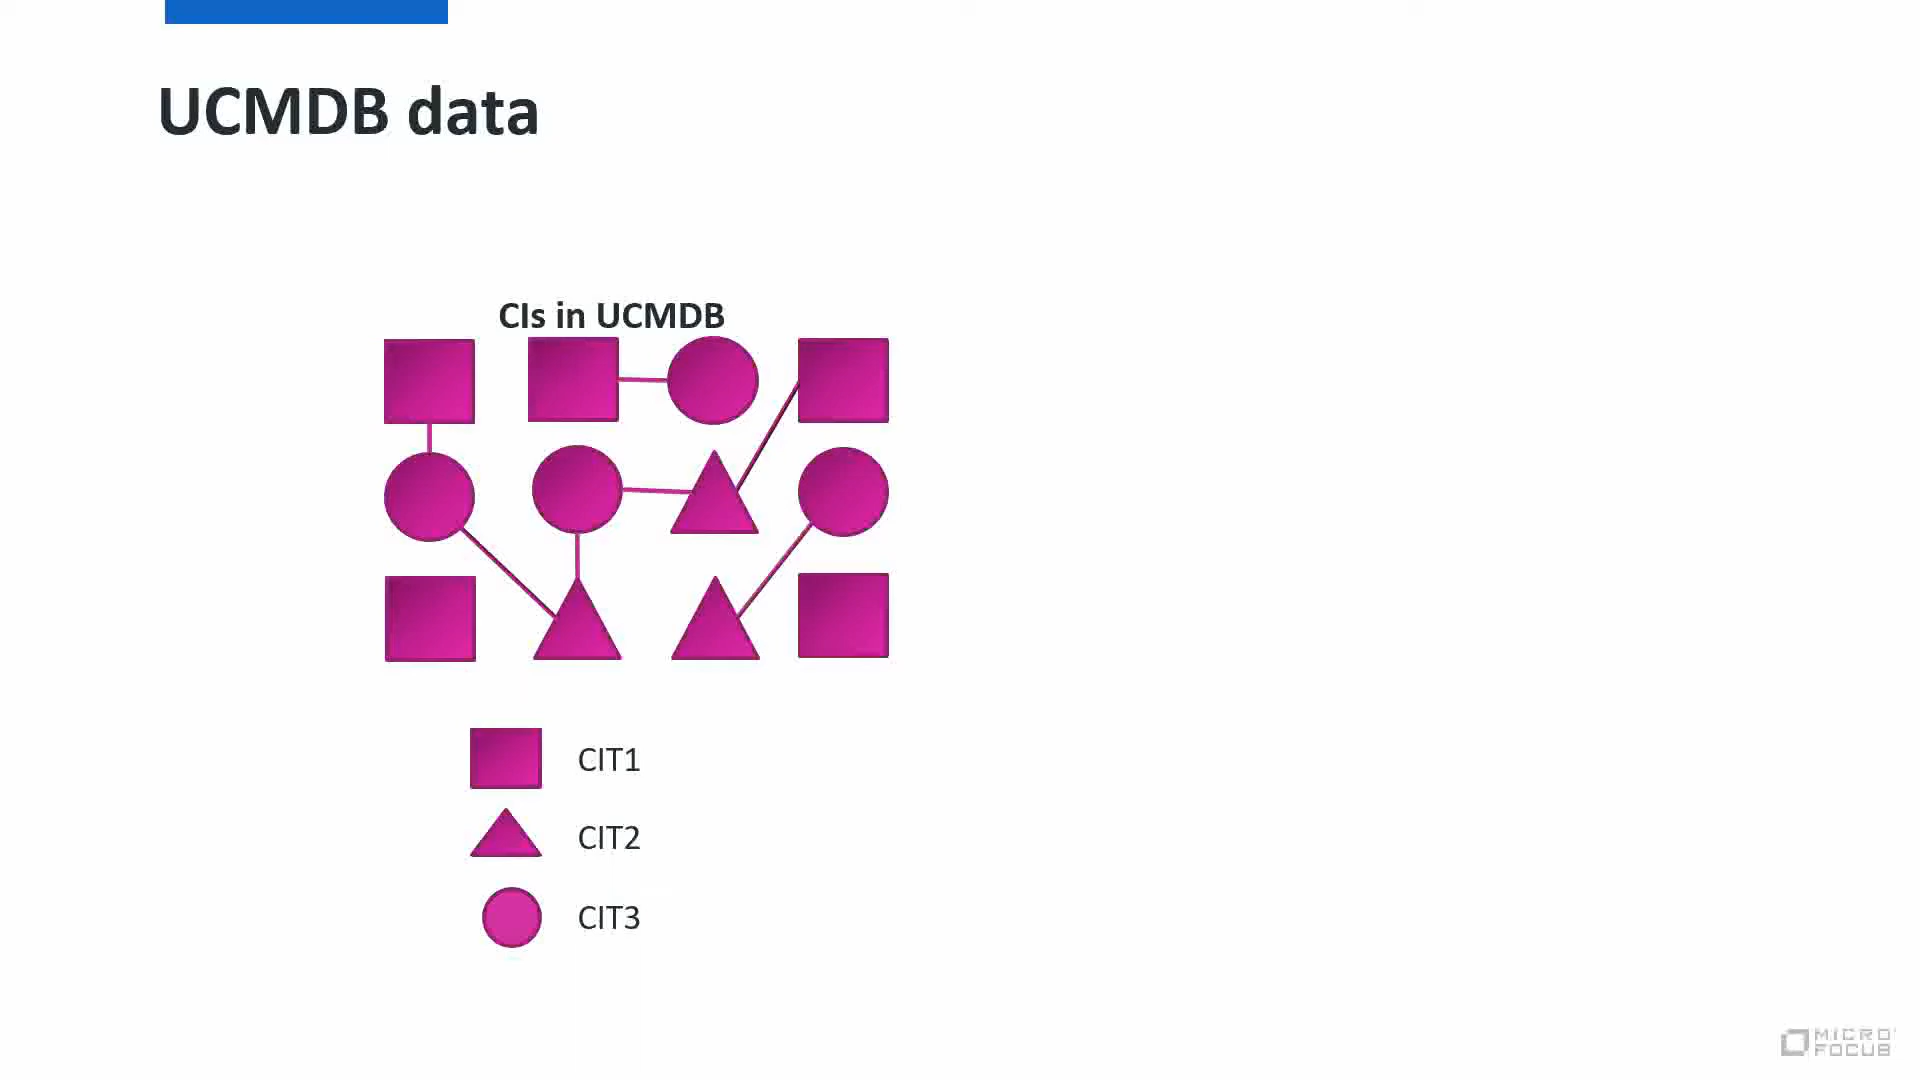 UCMDB data
CIs in UCMDB
CIT1
CIT2
CIT3
MICRO
FOCUS